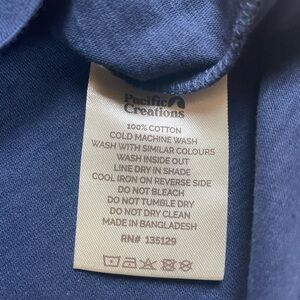 Pacific
Creations
100% COTTON
COLD MACHINE WASH
WASH WITH SIMILAR COLOURS
WASH INSIDE OUT
LINE DRY IN SHADE
COOL IRON ON REVERSE SIDE
DO NOT BLEACH
DO NOT TUMBLE DRY
DO NOT DRY CLEAN
MADE IN BANGLADESH
RN# 135129